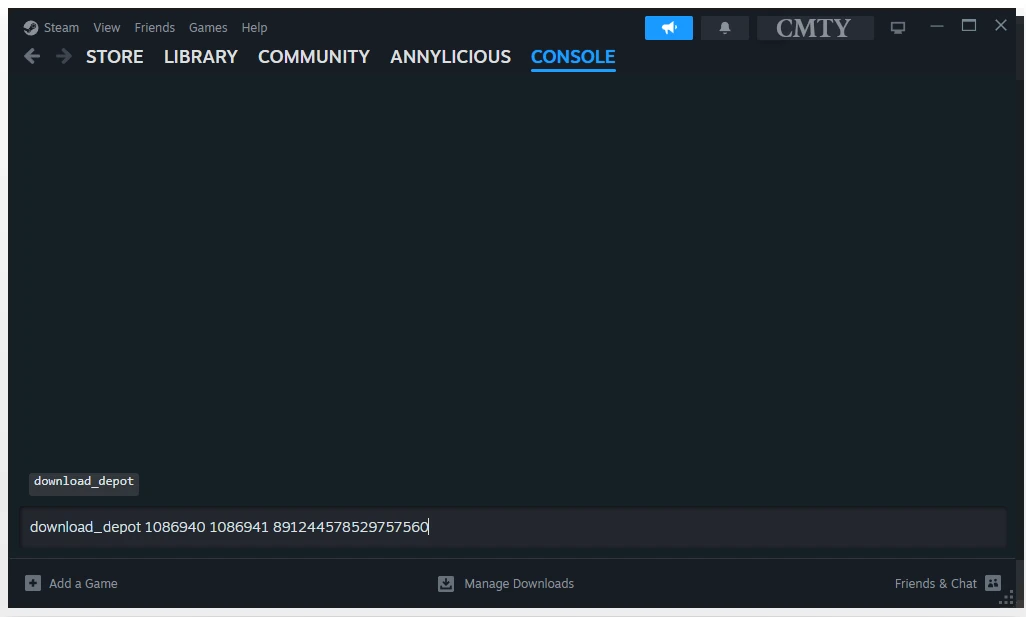 Steam View Friends Games Help CMTY
STORE LIBRARY COMMUNITY ANNYLICIOUS CONSOLE
download_depot
download_depot 1086940 1086941 891244578529757560
Add a Game Manage Downloads Friends & Chat